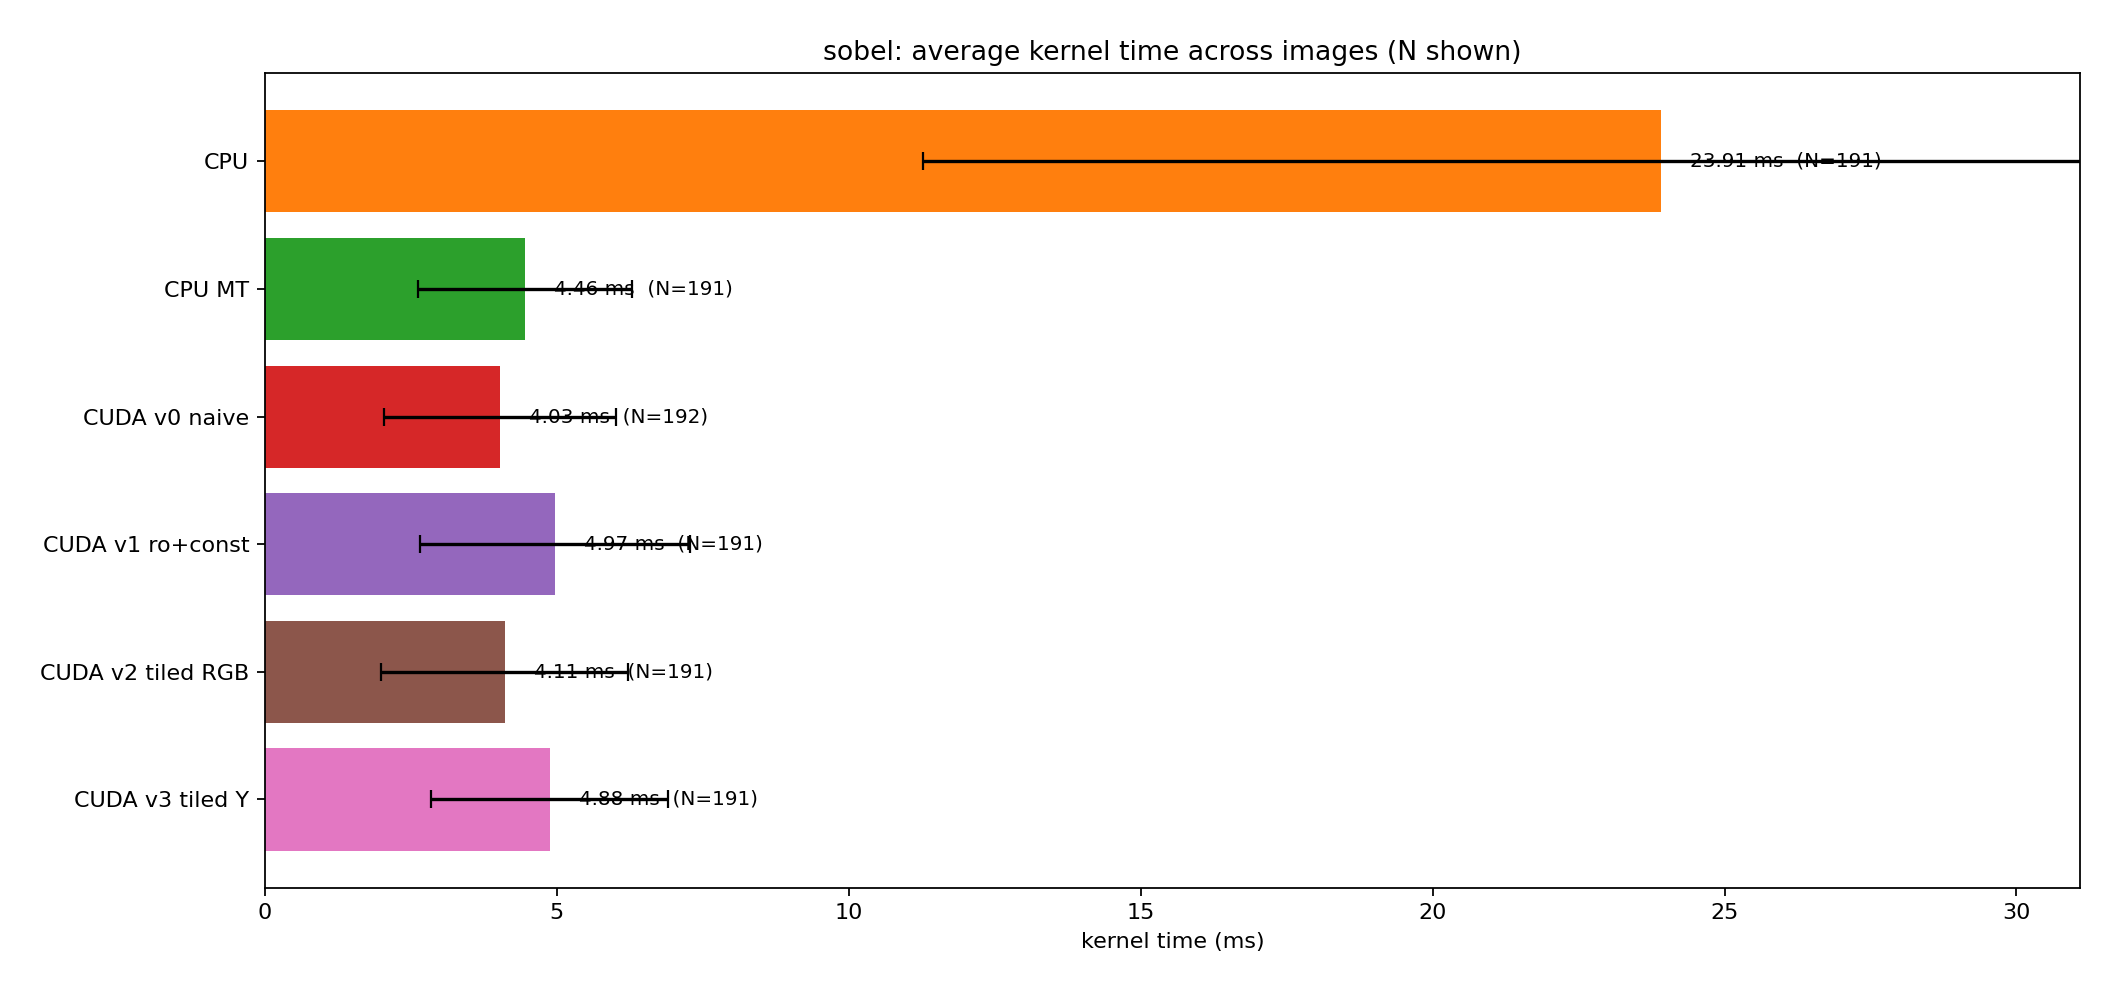 sobel: average kernel time across images (N shown)
CPU
23.91 ms  (N=191)
CPU MT
4.46 ms  (N=191)
CUDA v0 naive
4.03 ms  (N=192)
CUDA v1 ro+const
4.97 ms  (N=191)
CUDA v2 tiled RGB
4.11 ms  (N=191)
CUDA v3 tiled Y
4.88 ms  (N=191)
0 5 10 15 20 25 30
kernel time (ms)